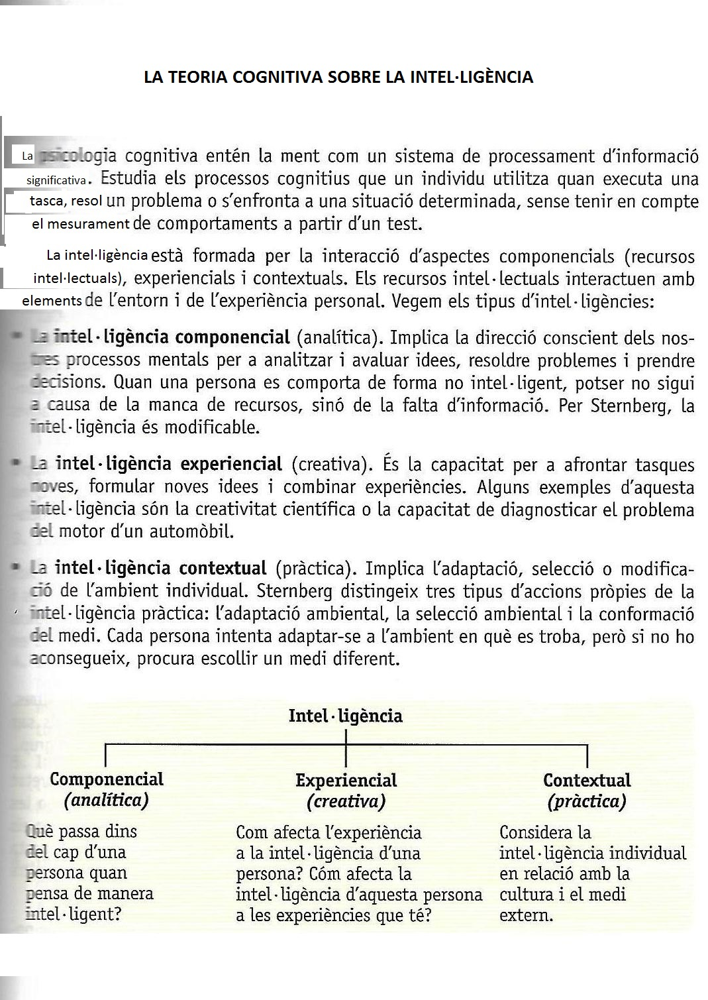 LA TEORIA COGNITIVA SOBRE LA INTEL·LIGÈNCIA
La psicologia cognitiva entén la ment com un sistema de processament d'informació
significativa. Estudia els processos cognitius que un individu utilitza quan executa una
tasca, resol un problema o s'enfronta a una situació determinada, sense tenir en compte
el mesurament de comportaments a partir d'un test.
La intel·ligència està formada per la interacció d'aspectes componencials (recursos
intel·lectuals), experiencials i contextuals. Els recursos intel·lectuals interactuen amb
elements de l'entorn i de l'experiència personal. Vegem els tipus d'intel·ligències:
▪ La intel·ligència componencial (analítica). Implica la direcció conscient dels nos-
tres processos mentals per a analitzar i avaluar idees, resoldre problemes i prendre
decisions. Quan una persona es comporta de forma no intel·ligent, potser no sigui
a causa de la manca de recursos, sinó de la falta d'informació. Per Sternberg, la
intel·ligència és modificable.
▪ La intel·ligència experiencial (creativa). És la capacitat per a afrontar tasques
noves, formular noves idees i combinar experiències. Alguns exemples d'aquesta
intel·ligència són la creativitat científica o la capacitat de diagnosticar el problema
del motor d'un automòbil.
▪ La intel·ligència contextual (pràctica). Implica l'adaptació, selecció o modifica-
ció de l'ambient individual. Sternberg distingeix tres tipus d'accions pròpies de la
intel·ligència pràctica: l'adaptació ambiental, la selecció ambiental i la conformació
del medi. Cada persona intenta adaptar-se a l'ambient en què es troba, però si no ho
aconsegueix, procura escollir un medi diferent.
Intel·ligència
Componencial
(analítica)
Què passa dins
del cap d'una
persona quan
pensa de manera
intel·ligent?
Experiencial
(creativa)
Com afecta l'experiència
a la intel·ligència d'una
persona? Cóm afecta la
intel·ligència d'aquesta persona
a les experiències que té?
Contextual
(pràctica)
Considera la
intel·ligència individual
en relació amb la
cultura i el medi
extern.